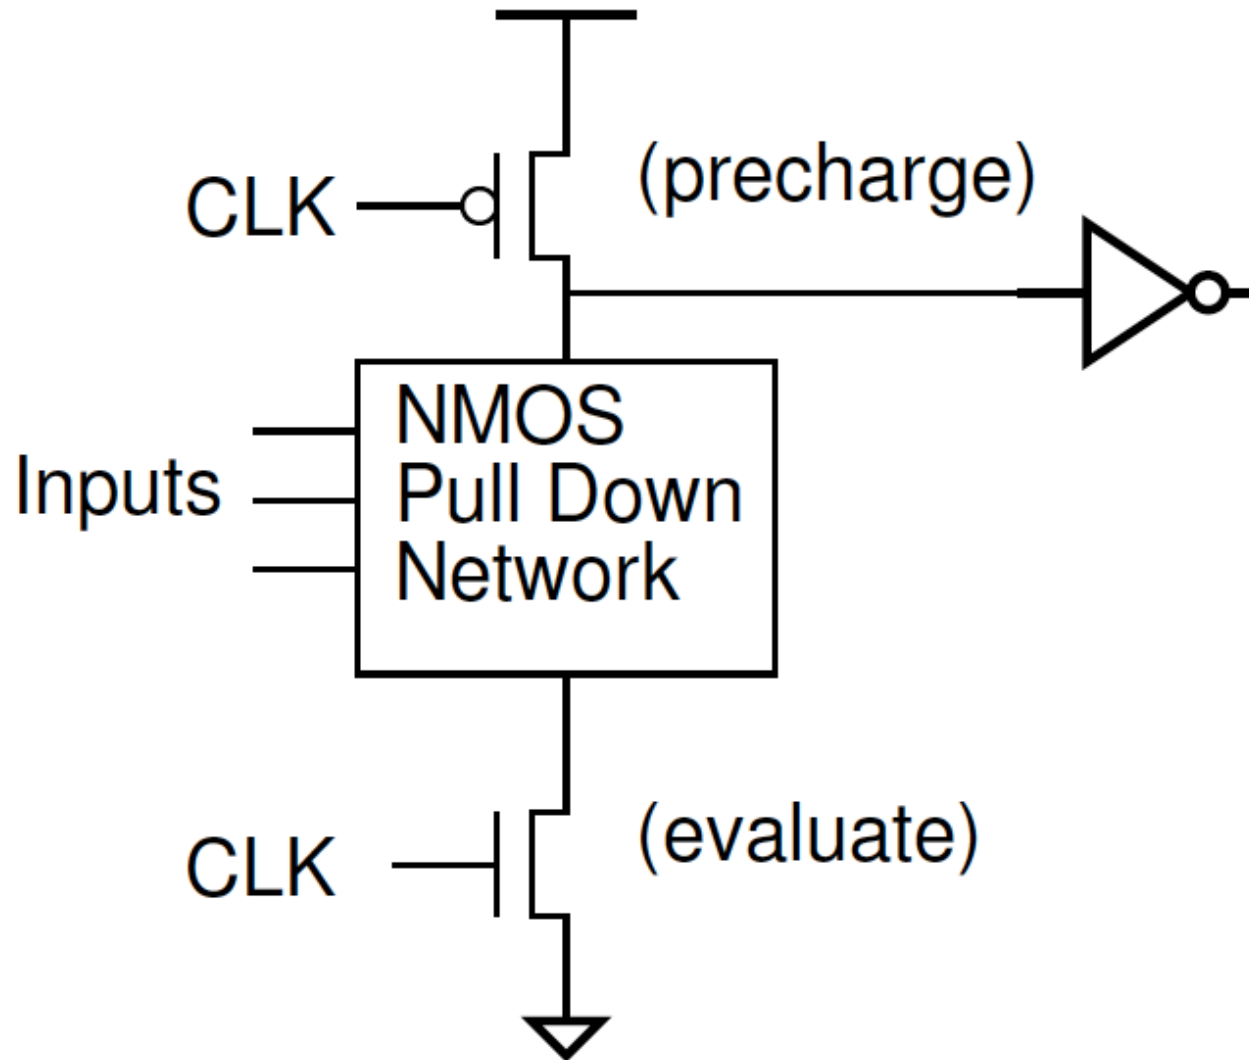 CLK
(precharge)
Inputs
NMOS
Pull Down
Network
CLK
(evaluate)